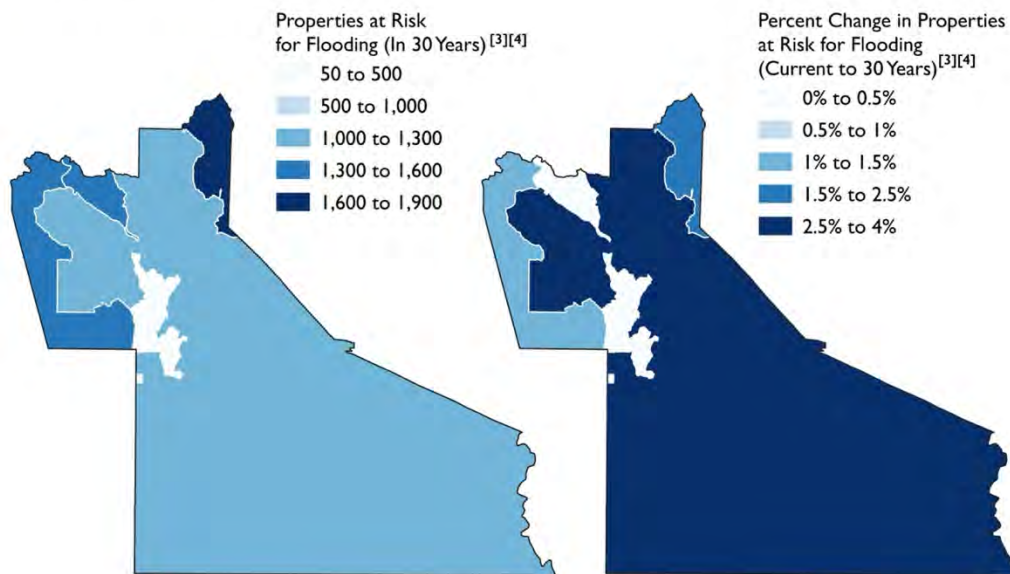 Properties at Risk
for Flooding (In 30 Years) [3][4]
50 to 500
500 to 1,000
1,000 to 1,300
1,300 to 1,600
1,600 to 1,900
Percent Change in Properties
at Risk for Flooding
(Current to 30 Years)[3][4]
0% to 0.5%
0.5% to 1%
1% to 1.5%
1.5% to 2.5%
2.5% to 4%